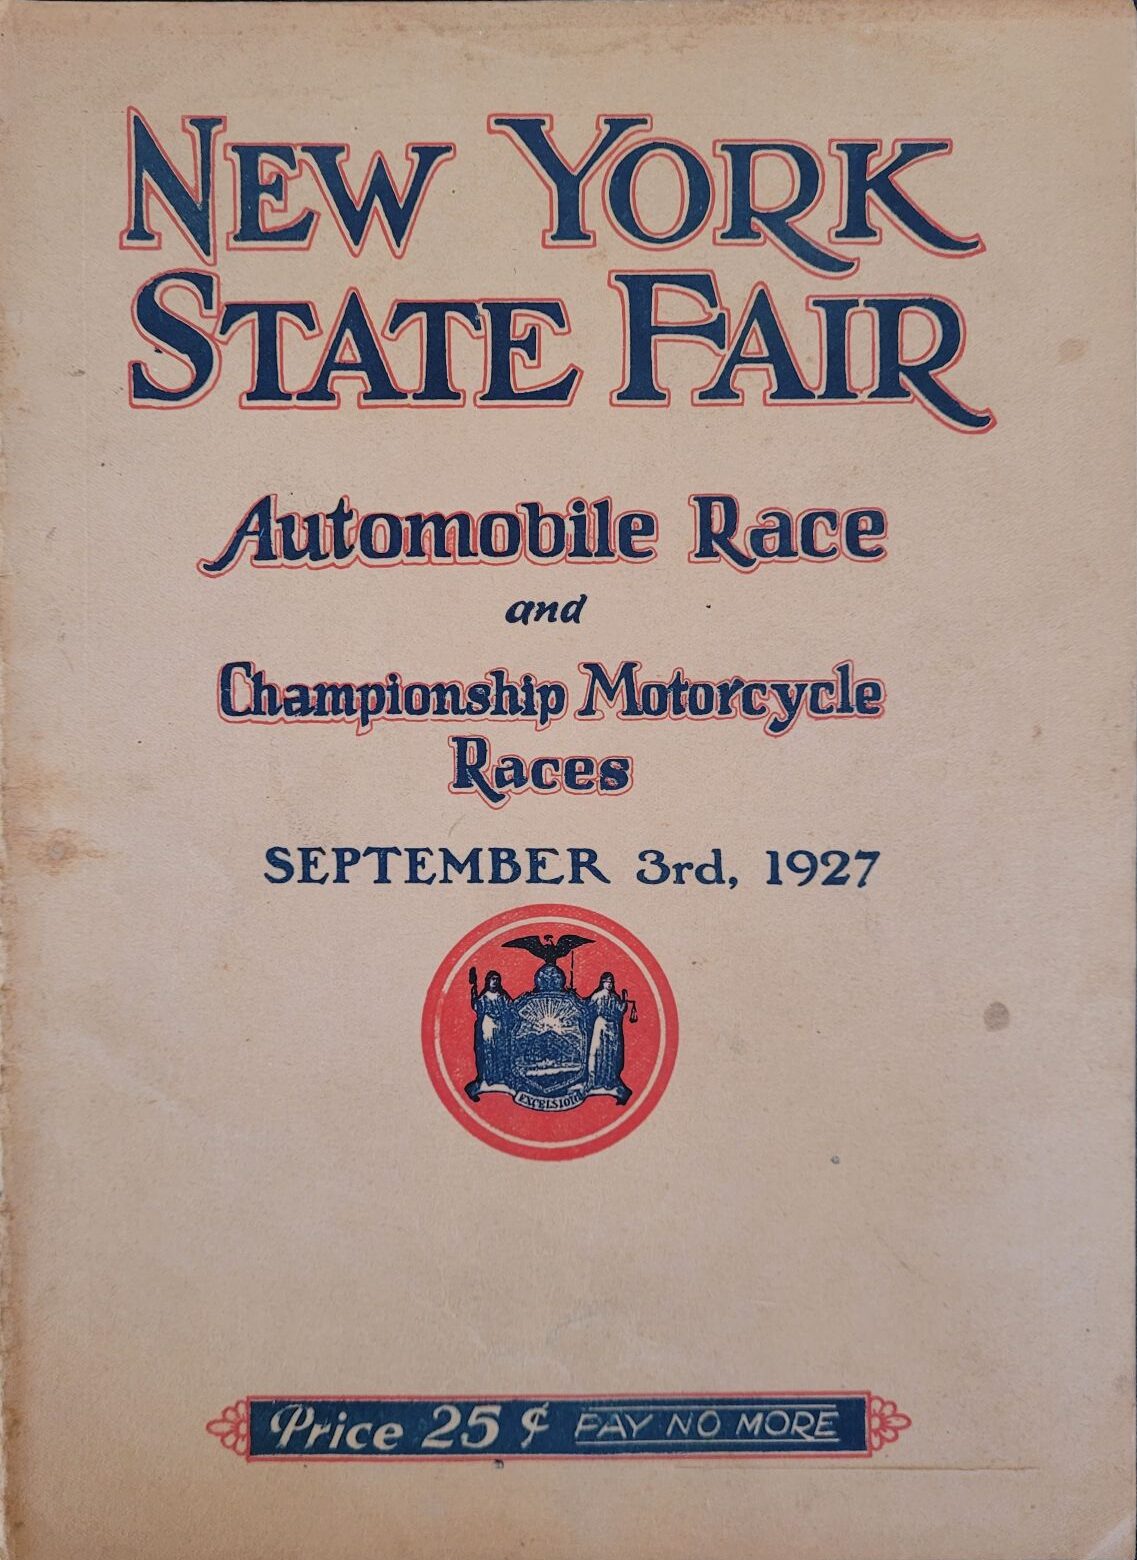 NEW YORK
STATE FAIR
Automobile Race
and
Championship Motorcycle
Races
SEPTEMBER 3rd, 1927
EXCELSIOR
Price 25 ¢ PAY NO MORE